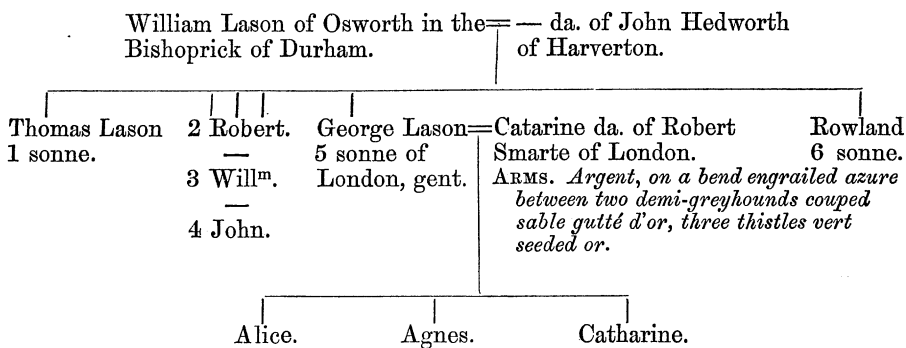 William Lason of Osworth in the = — da. of John Hedworth
Bishoprick of Durham. of Harverton.
Thomas Lason
1 sonne.
2 Robert.
—
3 Willᵐ.
—
4 John.
George Lason =
5 sonne of
London, gent.
Catarine da. of Robert
Smarte of London.
ARMS. Argent, on a bend engrailed azure
between two demi-greyhounds couped
sable gutté d'or, three thistles vert
seeded or.
Rowland
6 sonne.
Alice. Agnes. Catharine.